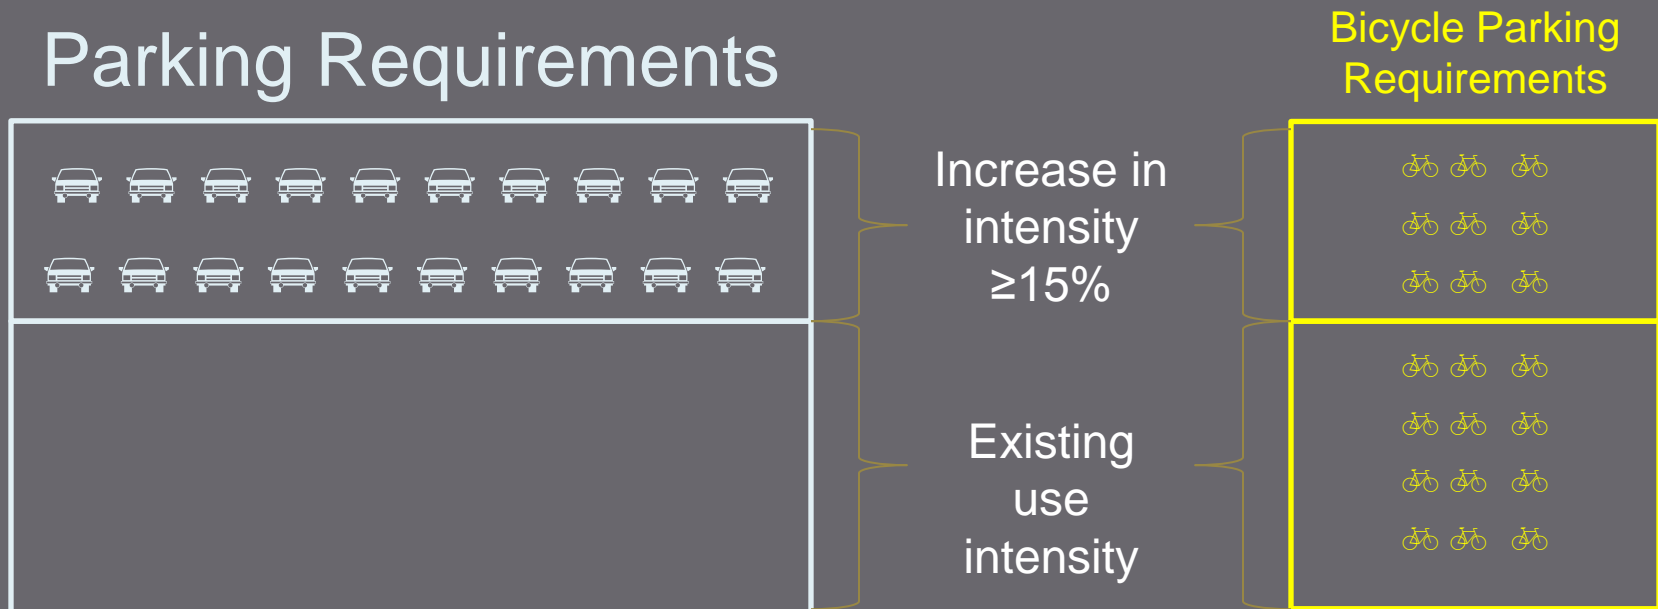 Parking Requirements
Bicycle Parking
Requirements
Increase in
intensity
≥15%
Existing
use
intensity